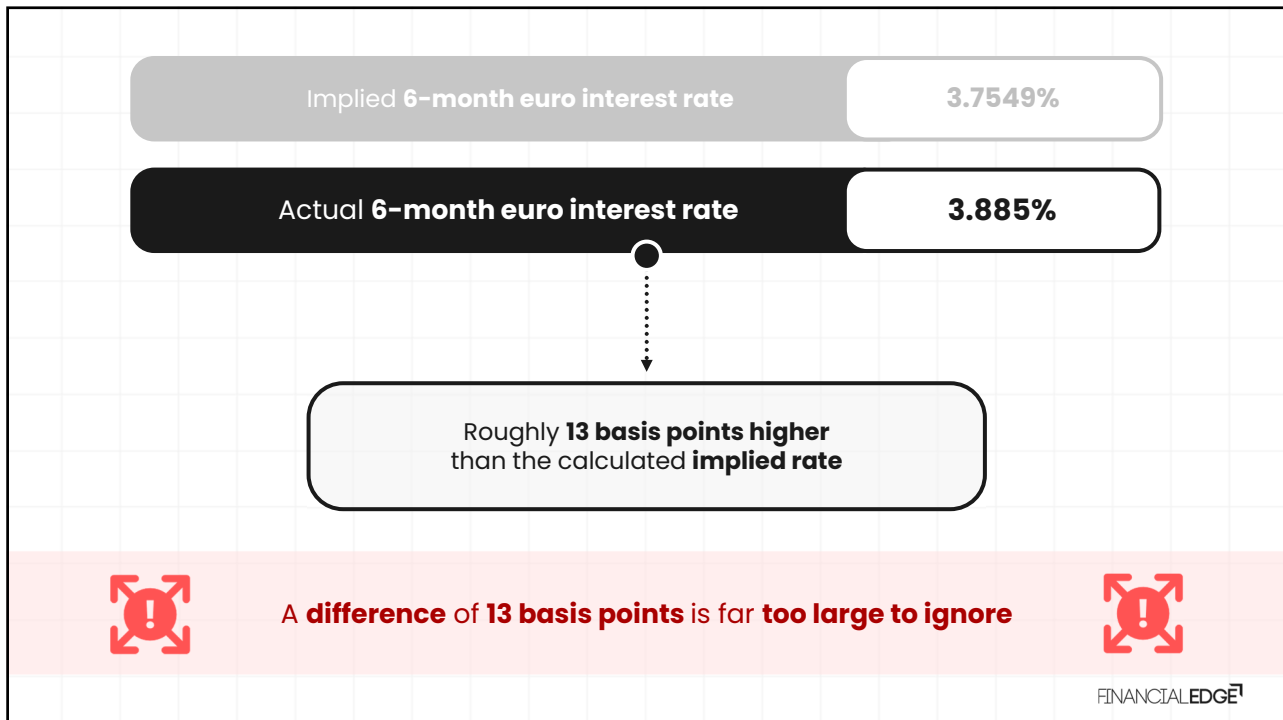 Implied 6-month euro interest rate 3.7549%
Actual 6-month euro interest rate 3.885%
Roughly 13 basis points higher
than the calculated implied rate
A difference of 13 basis points is far too large to ignore
FINANCIALEDGE